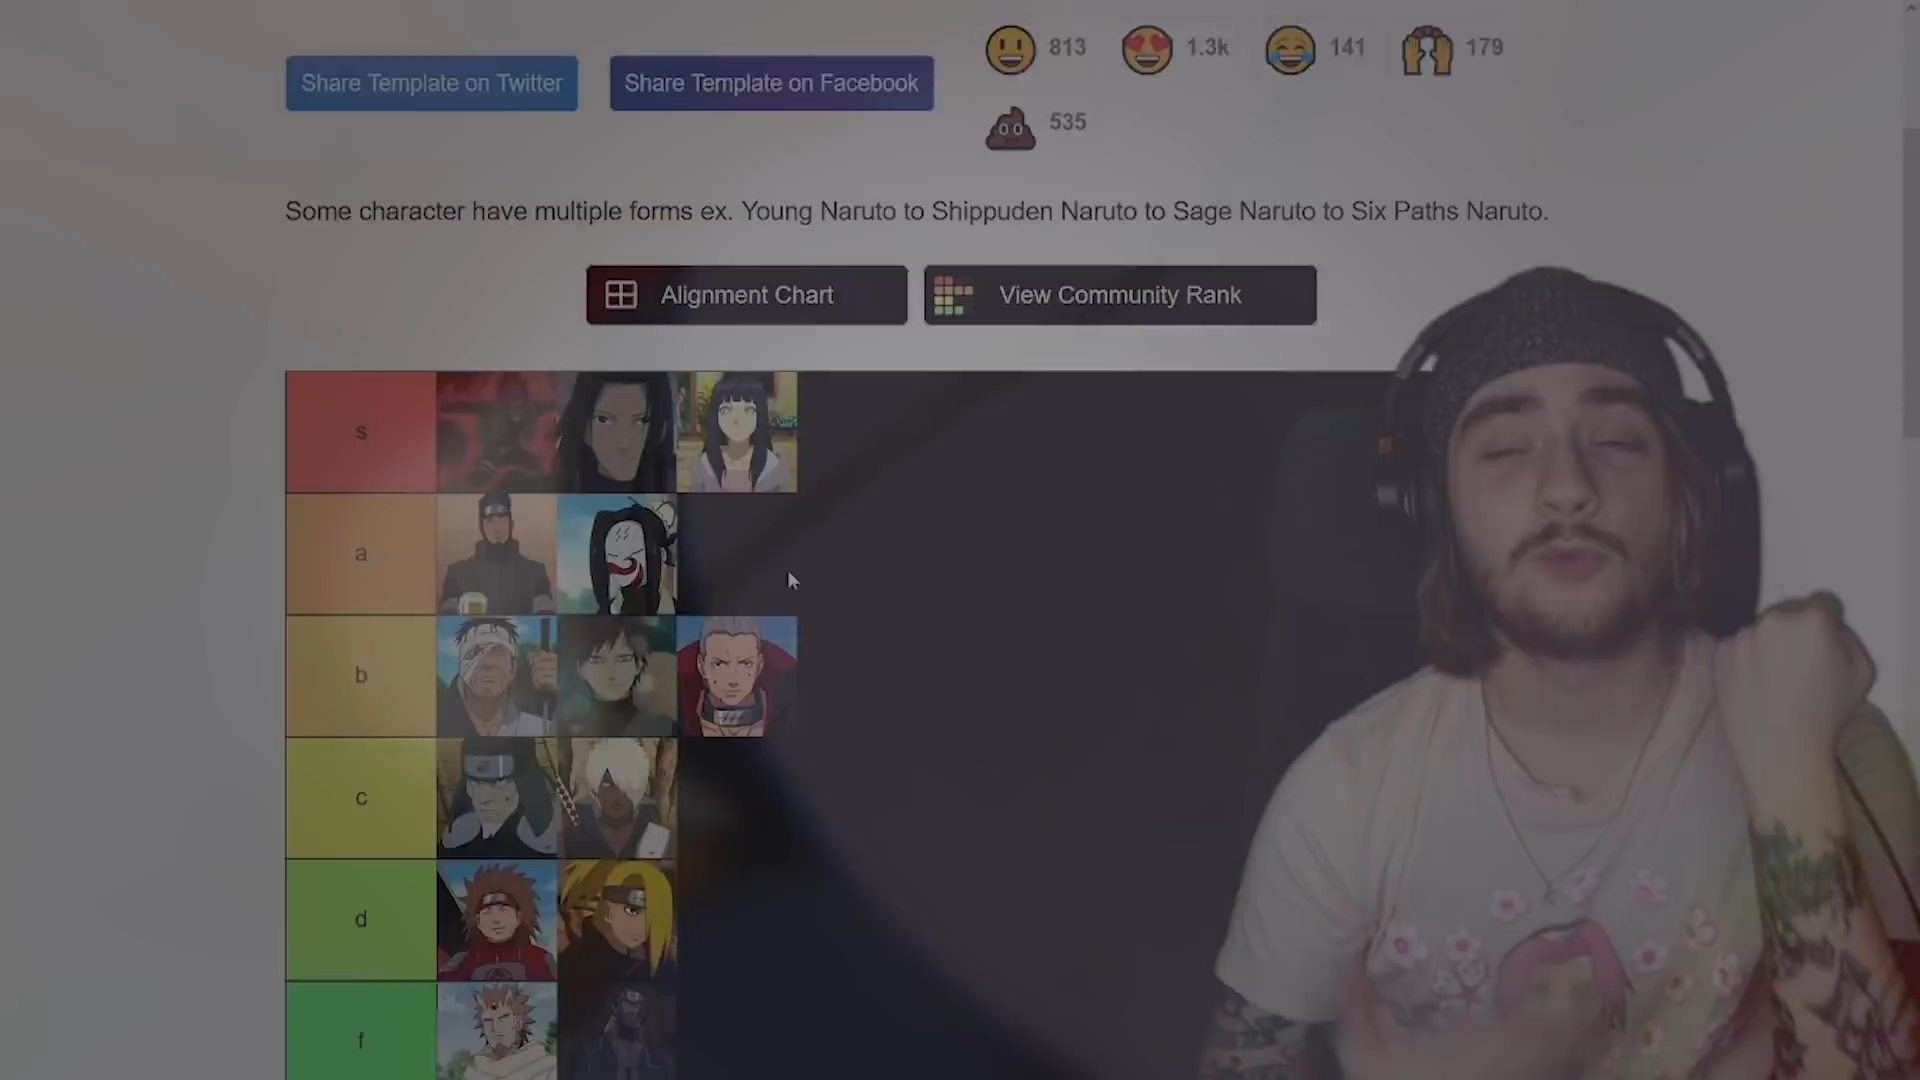 813
1.3k
141
179
Share Template on Twitter
Share Template on Facebook
535
Some character have multiple forms ex. Young Naruto to Shippuden Naruto to Sage Naruto to Six Paths Naruto.
Alignment Chart
View Community Rank
s
a
b
c
d
f